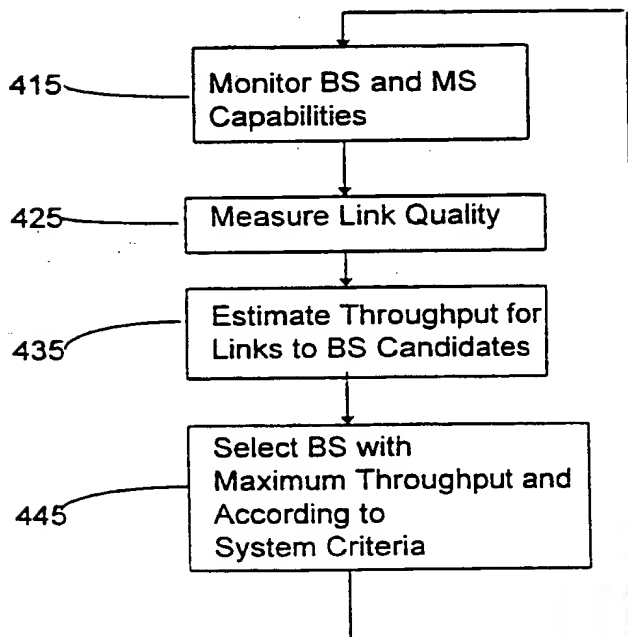 415
Monitor BS and MS
Capabilities
425
Measure Link Quality
435
Estimate Throughput for
Links to BS Candidates
445
Select BS with
Maximum Throughput and
According to
System Criteria